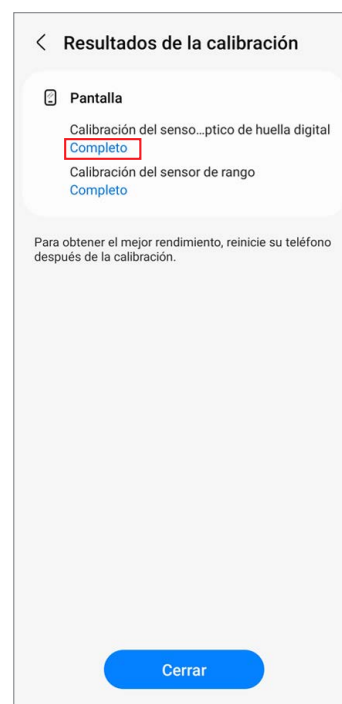 Resultados de la calibración
Pantalla
Calibración del senso...ptico de huella digital
Completo
Calibración del sensor de rango
Completo
Para obtener el mejor rendimiento, reinicie su teléfono
después de la calibración.
Cerrar